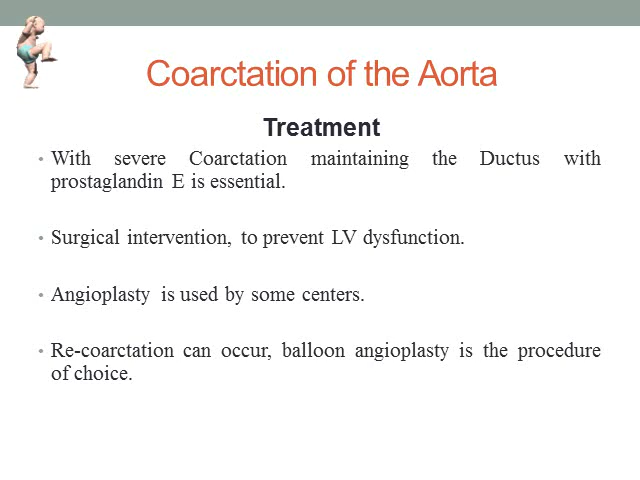 Coarctation of the Aorta
Treatment
• With severe Coarctation maintaining the Ductus with
prostaglandin E is essential.
• Surgical intervention, to prevent LV dysfunction.
• Angioplasty is used by some centers.
• Re-coarctation can occur, balloon angioplasty is the procedure
of choice.